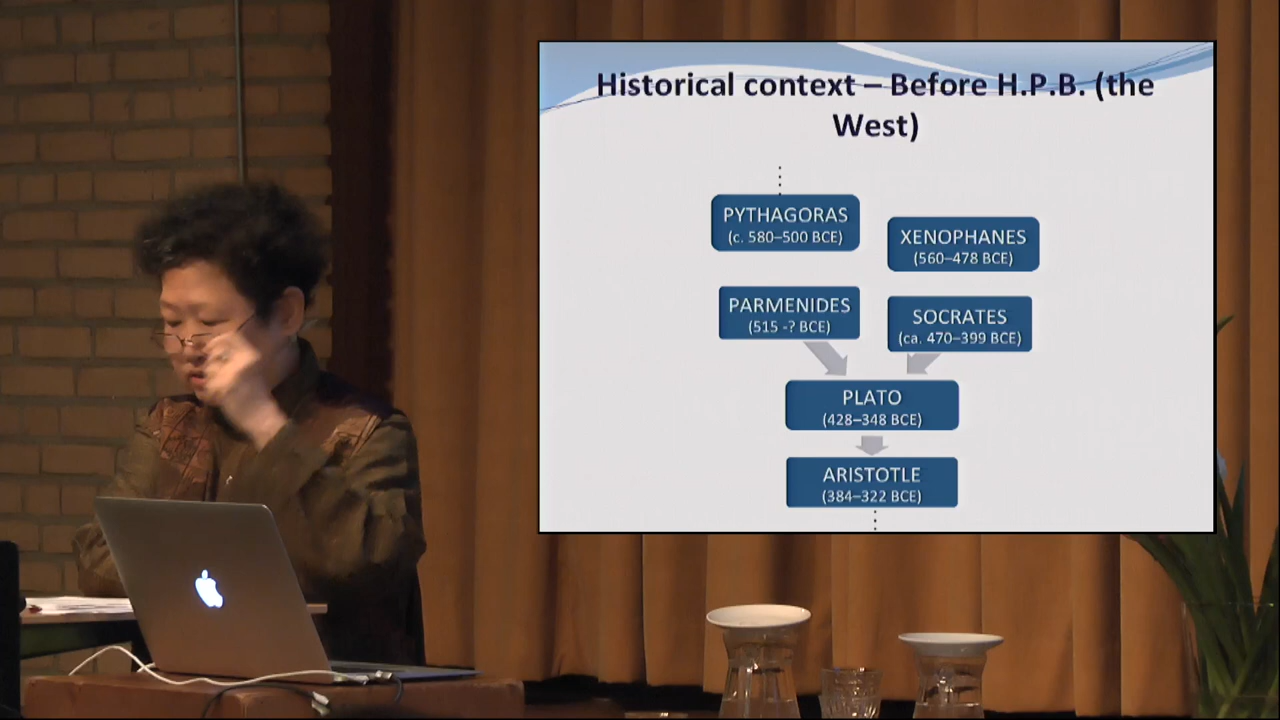 Historical context – Before H.P.B. (the
West)
PYTHAGORAS
(c. 580–500 BCE)
XENOPHANES
(560–478 BCE)
PARMENIDES
(515 -? BCE)
SOCRATES
(ca. 470–399 BCE)
PLATO
(428–348 BCE)
ARISTOTLE
(384–322 BCE)